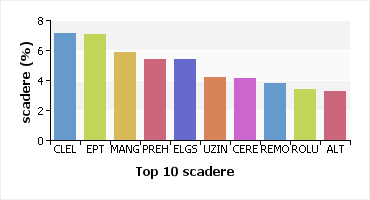 scadere (%)
8
6
4
2
0
CLEL EPT MANG PREH ELGS UZIN CERE REMO ROLU ALT
Top 10 scadere